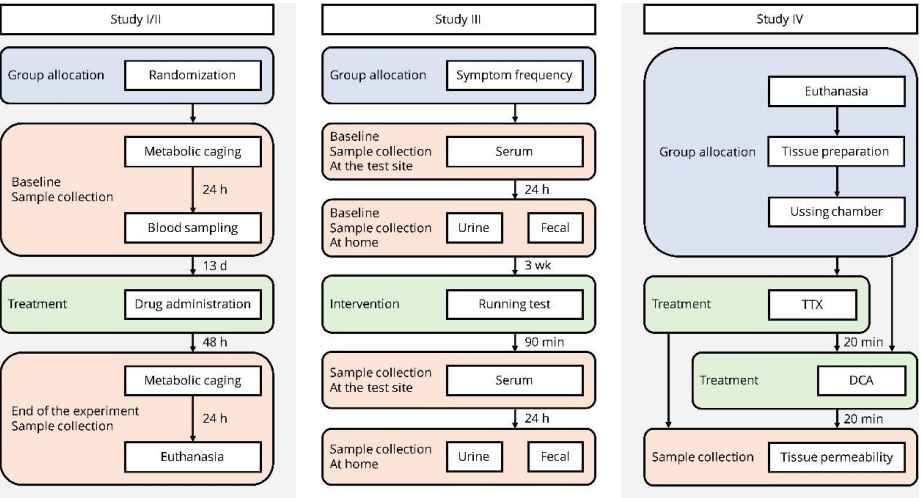 Study I/II
Group allocation
Randomization
Baseline
Sample collection
Metabolic caging
24 h
Blood sampling
13 d
Treatment
Drug administration
48 h
End of the experiment
Sample collection
Metabolic caging
24 h
Euthanasia
Study III
Group allocation
Symptom frequency
Baseline
Sample collection
At the test site
Serum
24 h
Baseline
Sample collection
At home
Urine
Fecal
3 wk
Intervention
Running test
90 min
Sample collection
At the test site
Serum
24 h
Sample collection
At home
Urine
Fecal
Study IV
Group allocation
Euthanasia
Tissue preparation
Ussing chamber
Treatment
TTX
20 min
Treatment
DCA
20 min
Sample collection
Tissue permeability